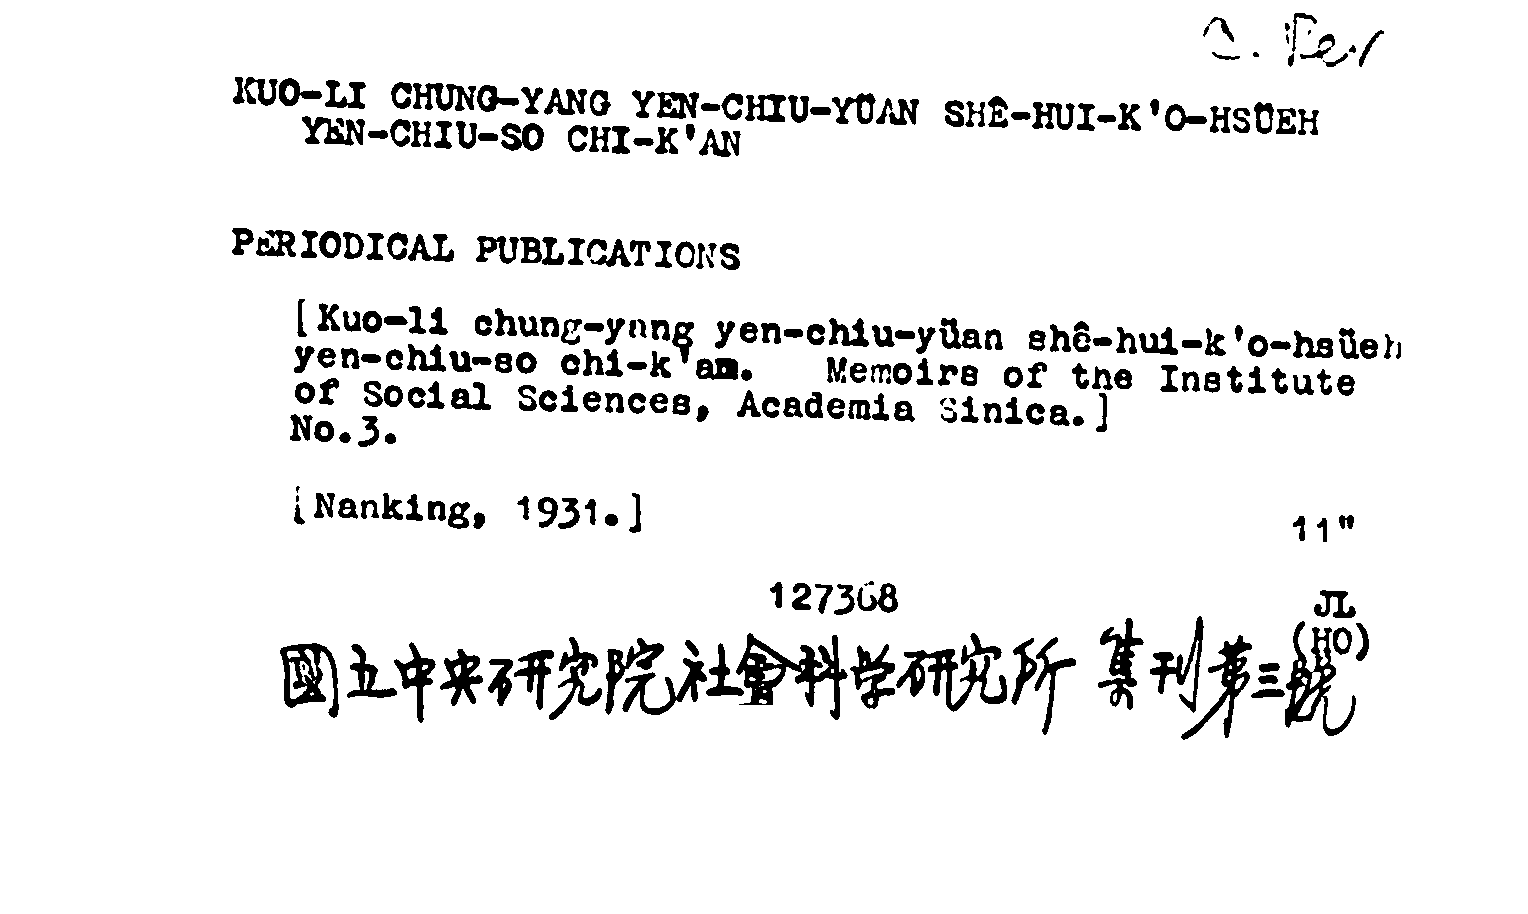 C. Per
KUO-LI CHUNG-YANG YEN-CHIU-YÜAN SHÊ-HUI-K'O-HSÜEH
YEN-CHIU-SO CHI-K'AN
PERIODICAL PUBLICATIONS
[Kuo-li chung-yang yen-chiu-yüan shê-hui-k'o-hsüeh
yen-chiu-so chi-k'an. Memoirs of the Institute
of Social Sciences, Academia Sinica.]
No.3.
[Nanking, 1931.]
11"
127368
JL
(HO)
國立中央研究院社會科学研究所 集刊第三號